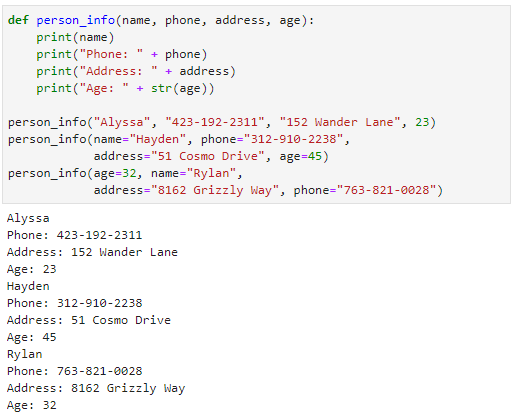 def person_info(name, phone, address, age):
    print(name)
    print("Phone: " + phone)
    print("Address: " + address)
    print("Age: " + str(age))

person_info("Alyssa", "423-192-2311", "152 Wander Lane", 23)
person_info(name="Hayden", phone="312-910-2238",
            address="51 Cosmo Drive", age=45)
person_info(age=32, name="Rylan",
            address="8162 Grizzly Way", phone="763-821-0028")
Alyssa
Phone: 423-192-2311
Address: 152 Wander Lane
Age: 23
Hayden
Phone: 312-910-2238
Address: 51 Cosmo Drive
Age: 45
Rylan
Phone: 763-821-0028
Address: 8162 Grizzly Way
Age: 32